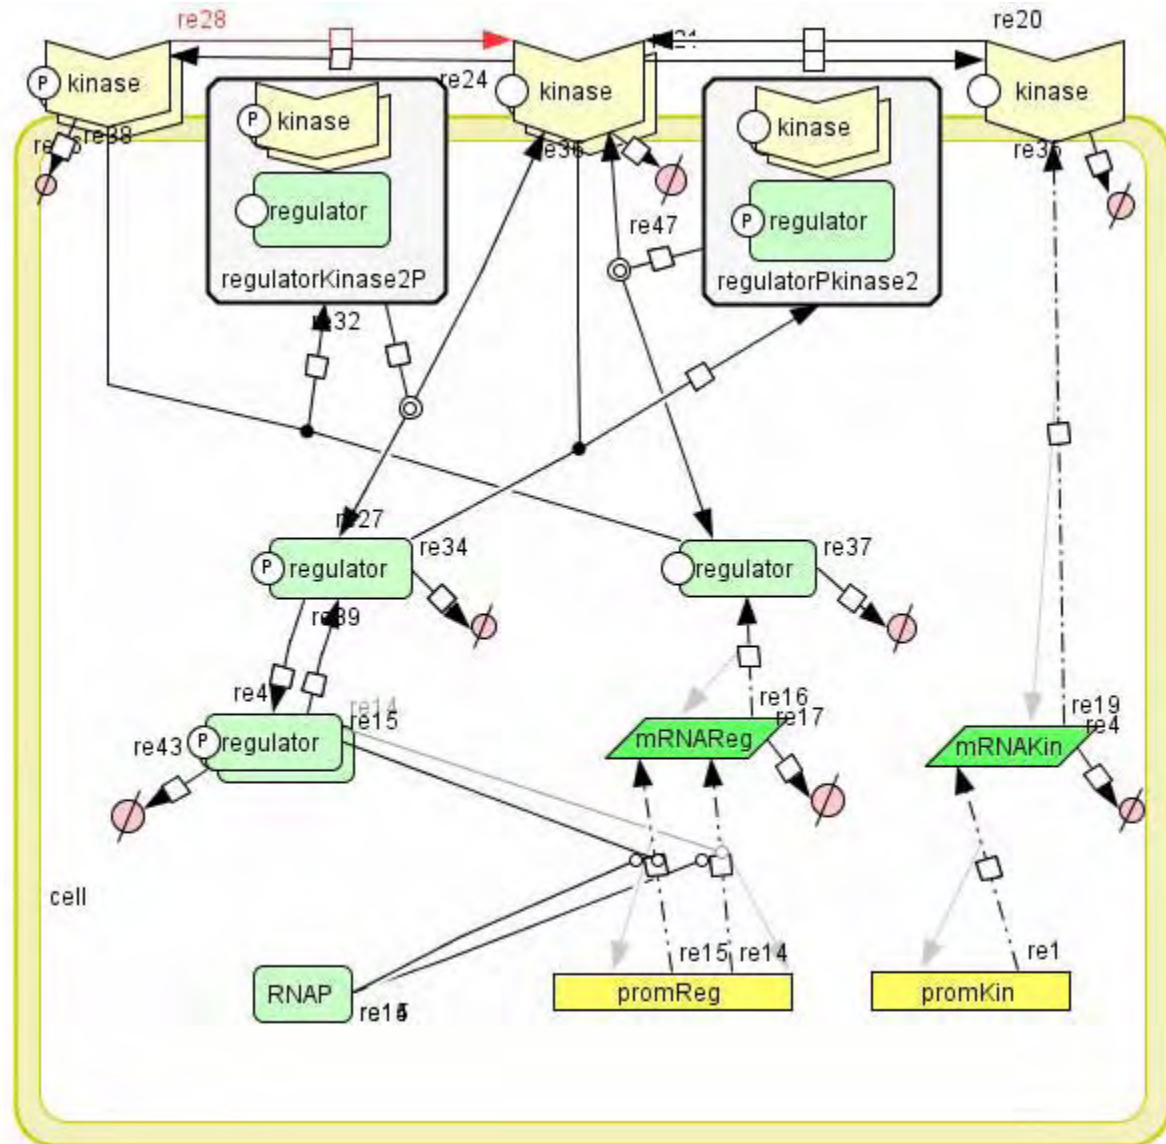 re28
re20
P kinase
kinase
kinase
re24
P kinase
kinase
re38
re36
re35
regulator
P regulator
re47
regulatorKinase2P
regulatorPkinase2
re32
re27
re34
re37
P regulator
regulator
re39
re4
re14
re15
re16
re17
re19
re4
re43
P regulator
mRNAReg
mRNAKin
cell
re15
re14
re1
RNAP
promReg
promKin